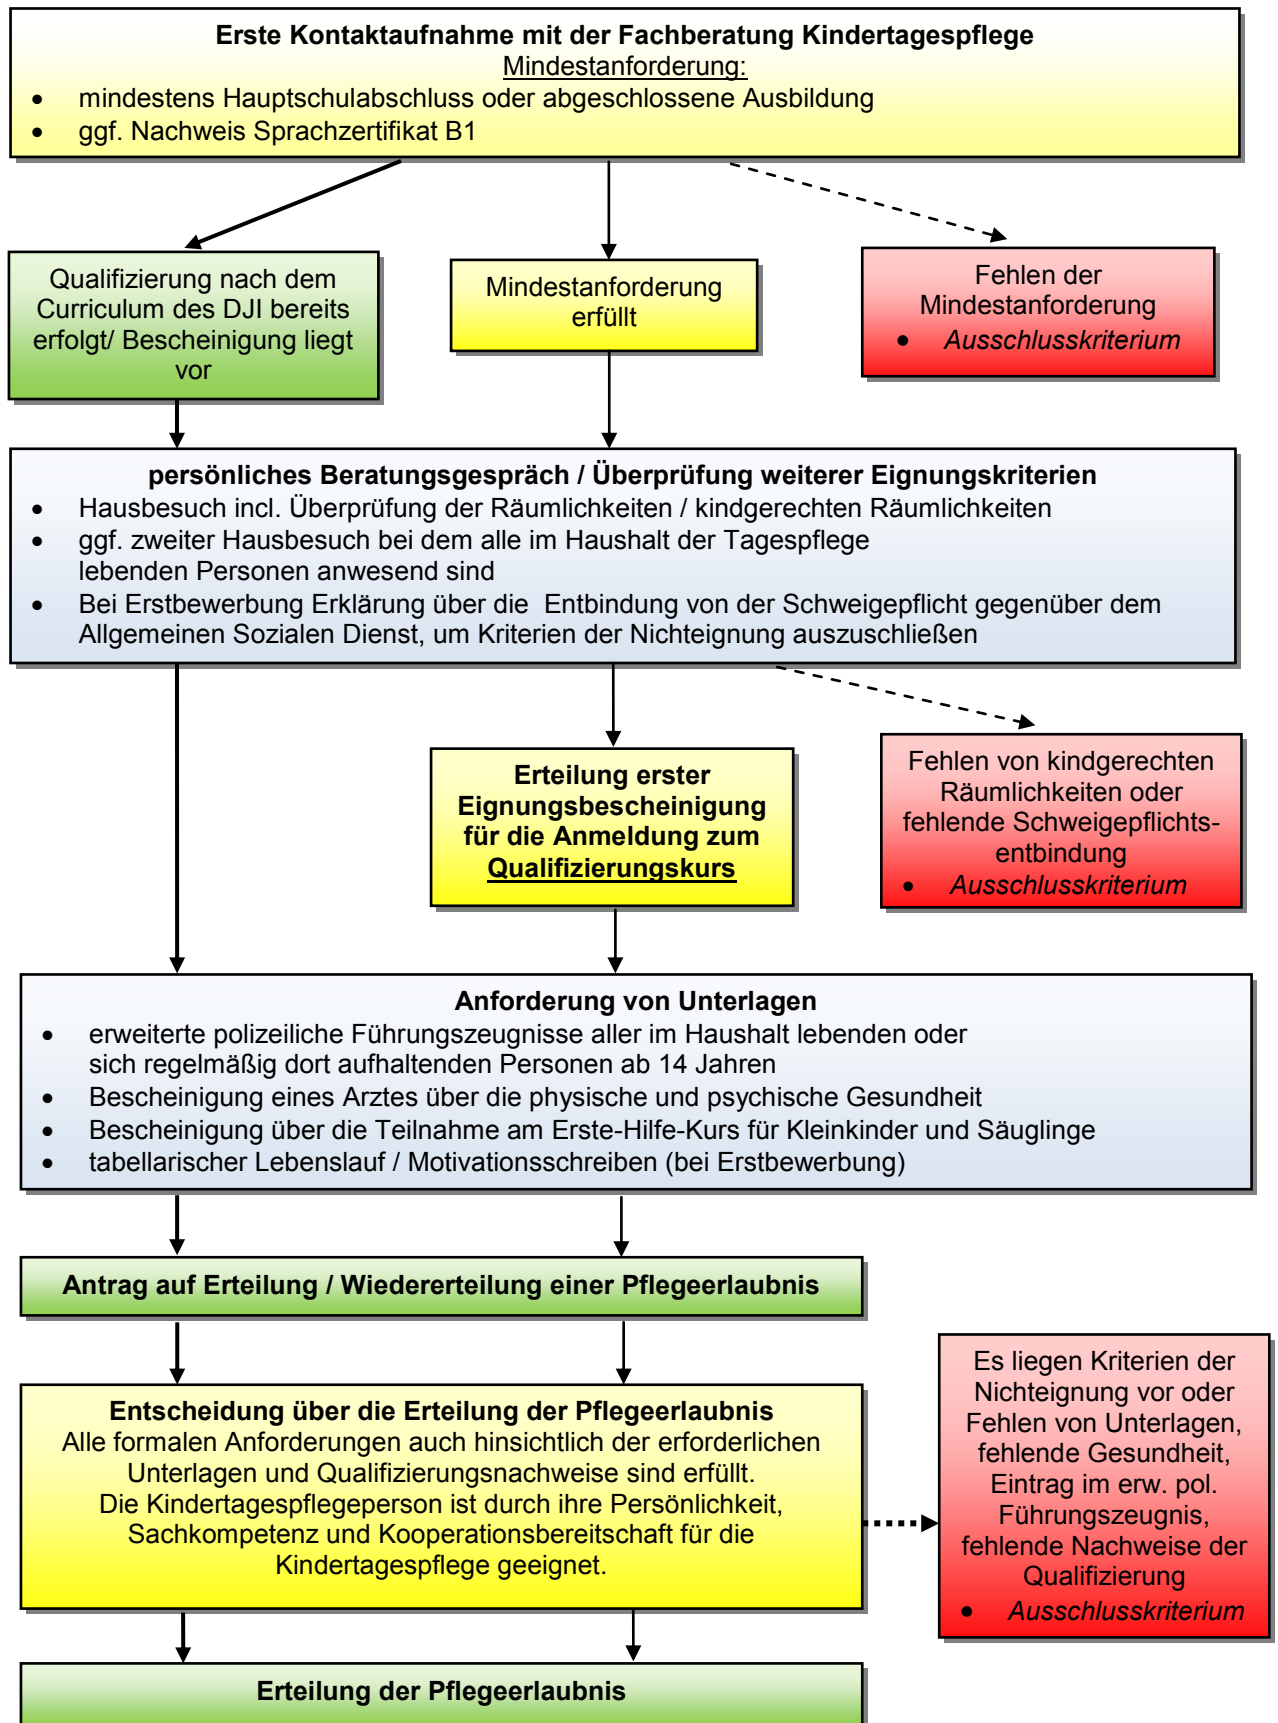 Erste Kontaktaufnahme mit der Fachberatung Kindertagespflege
Mindestanforderung:
• mindestens Hauptschulabschluss oder abgeschlossene Ausbildung
• ggf. Nachweis Sprachzertifikat B1
Qualifizierung nach dem
Curriculum des DJI bereits
erfolgt/ Bescheinigung liegt
vor
Mindestanforderung
erfüllt
Fehlen der
Mindestanforderung
• Ausschlusskriterium
persönliches Beratungsgespräch / Überprüfung weiterer Eignungskriterien
• Hausbesuch incl. Überprüfung der Räumlichkeiten / kindgerechten Räumlichkeiten
• ggf. zweiter Hausbesuch bei dem alle im Haushalt der Tagespflege
lebenden Personen anwesend sind
• Bei Erstbewerbung Erklärung über die Entbindung von der Schweigepflicht gegenüber dem
Allgemeinen Sozialen Dienst, um Kriterien der Nichteignung auszuschließen
Erteilung erster
Eignungsbescheinigung
für die Anmeldung zum
Qualifizierungskurs
Fehlen von kindgerechten
Räumlichkeiten oder
fehlende Schweigepflichts-
entbindung
• Ausschlusskriterium
Anforderung von Unterlagen
• erweiterte polizeiliche Führungszeugnisse aller im Haushalt lebenden oder
sich regelmäßig dort aufhaltenden Personen ab 14 Jahren
• Bescheinigung eines Arztes über die physische und psychische Gesundheit
• Bescheinigung über die Teilnahme am Erste-Hilfe-Kurs für Kleinkinder und Säuglinge
• tabellarischer Lebenslauf / Motivationsschreiben (bei Erstbewerbung)
Antrag auf Erteilung / Wiedererteilung einer Pflegeerlaubnis
Entscheidung über die Erteilung der Pflegeerlaubnis
Alle formalen Anforderungen auch hinsichtlich der erforderlichen
Unterlagen und Qualifizierungsnachweise sind erfüllt.
Die Kindertagespflegeperson ist durch ihre Persönlichkeit,
Sachkompetenz und Kooperationsbereitschaft für die
Kindertagespflege geeignet.
Es liegen Kriterien der
Nichteignung vor oder
Fehlen von Unterlagen,
fehlende Gesundheit,
Eintrag im erw. pol.
Führungszeugnis,
fehlende Nachweise der
Qualifizierung
• Ausschlusskriterium
Erteilung der Pflegeerlaubnis